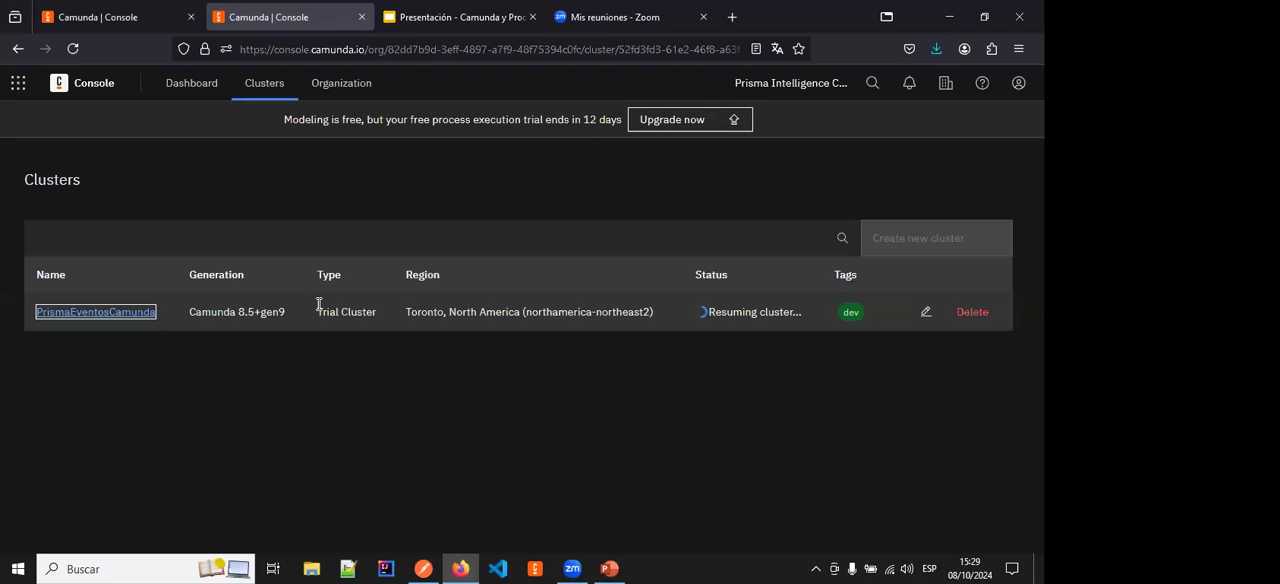 Camunda | Console
Camunda | Console
Presentación - Camunda y Proc
Mis reuniones - Zoom
https://console.camunda.io/org/82dd7b9d-3eff-4897-a7f9-48f75394c0fc/cluster/52fd3fd3-61e2-46f8-a63f
Console
Dashboard
Clusters
Organization
Prisma Intelligence C...
Modeling is free, but your free process execution trial ends in 12 days
Upgrade now
Clusters
Create new cluster
Name Generation Type Region Status Tags
PrismaEventosCamunda Camunda 8.5+gen9 Trial Cluster Toronto, North America (northamerica-northeast2) Resuming cluster... dev Delete
Buscar
ESP
15:29
08/10/2024